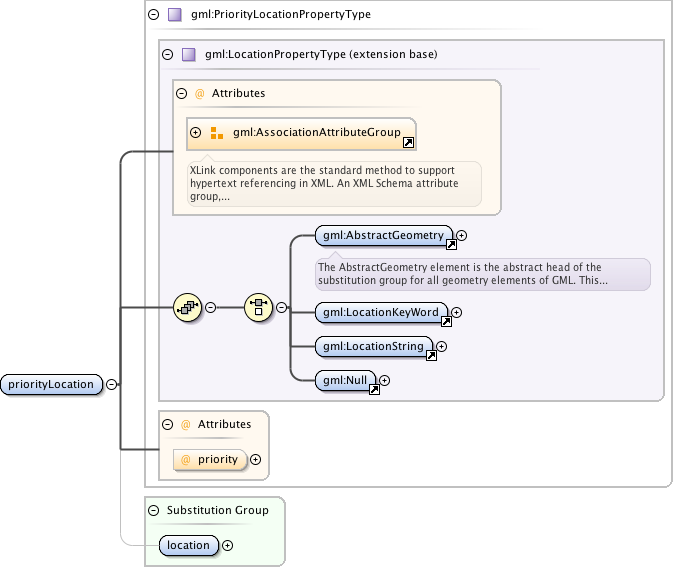 gml:PriorityLocationPropertyType
gml:LocationPropertyType (extension base)
@ Attributes
gml:AssociationAttributeGroup
XLink components are the standard method to support
hypertext referencing in XML. An XML Schema attribute
group,...
gml:AbstractGeometry
The AbstractGeometry element is the abstract head of the
substitution group for all geometry elements of GML. This...
gml:LocationKeyWord
gml:LocationString
gml:Null
priorityLocation
@ Attributes
@ priority
Substitution Group
location